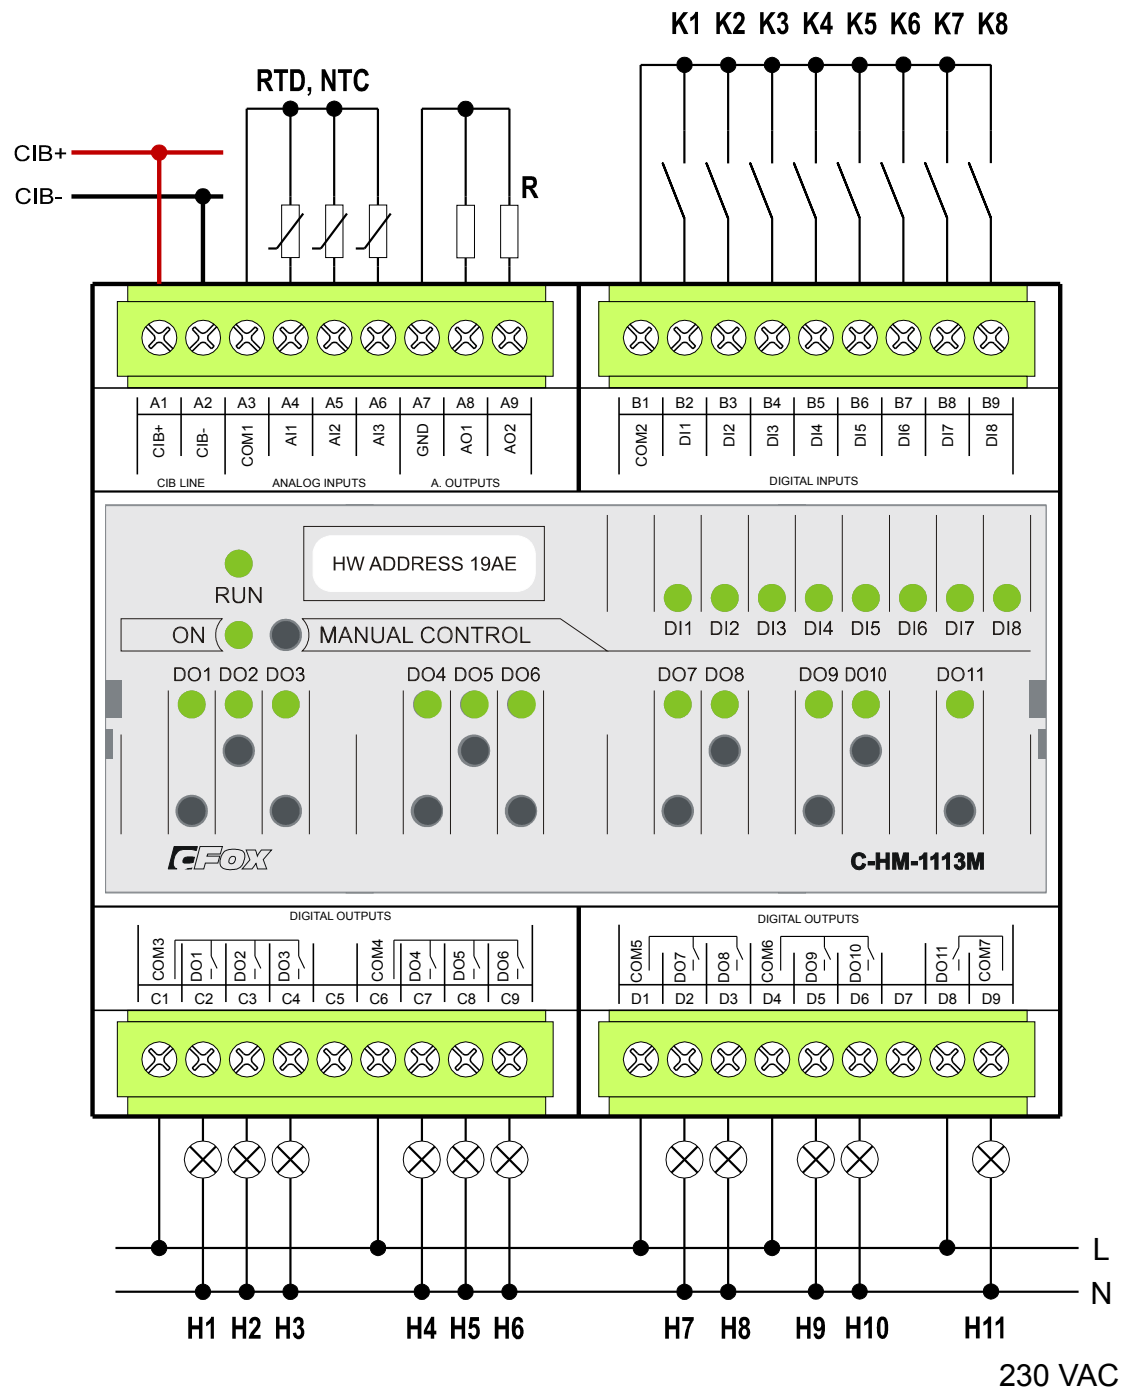 K1 K2 K3 K4 K5 K6 K7 K8
RTD, NTC
CIB+
CIB-
R
A1 A2 A3 A4 A5 A6 A7 A8 A9
CIB+ CIB- COM1 AI1 AI2 AI3 GND AO1 AO2
CIB LINE ANALOG INPUTS A. OUTPUTS
B1 B2 B3 B4 B5 B6 B7 B8 B9
COM2 DI1 DI2 DI3 DI4 DI5 DI6 DI7 DI8
DIGITAL INPUTS
HW ADDRESS 19AE
RUN
DI1 DI2 DI3 DI4 DI5 DI6 DI7 DI8
ON MANUAL CONTROL
DO1 DO2 DO3 DO4 DO5 DO6 DO7 DO8 DO9 DO10 DO11
CFOX
C-HM-1113M
DIGITAL OUTPUTS
COM3 DO1 DO2 DO3 COM4 DO4 DO5 DO6
C1 C2 C3 C4 C5 C6 C7 C8 C9
DIGITAL OUTPUTS
COM5 DO7 DO8 COM6 DO9 DO10 DO11 COM7
D1 D2 D3 D4 D5 D6 D7 D8 D9
L
N
H1 H2 H3 H4 H5 H6 H7 H8 H9 H10 H11
230 VAC